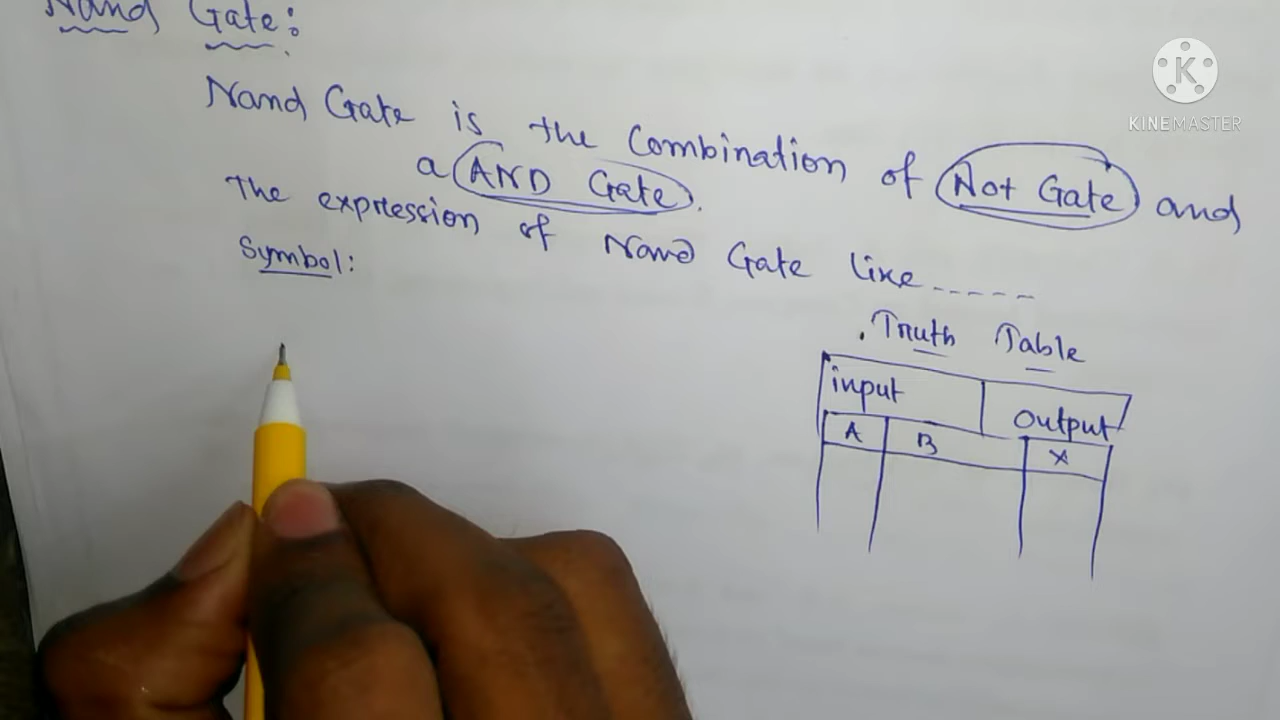 Nand Gate:
Nand Gate is the Combination of Not Gate and
a AND Gate.
The expression of Nand Gate like -----
Symbol:
Truth Table
input Output
A B X
K
KINEMASTER